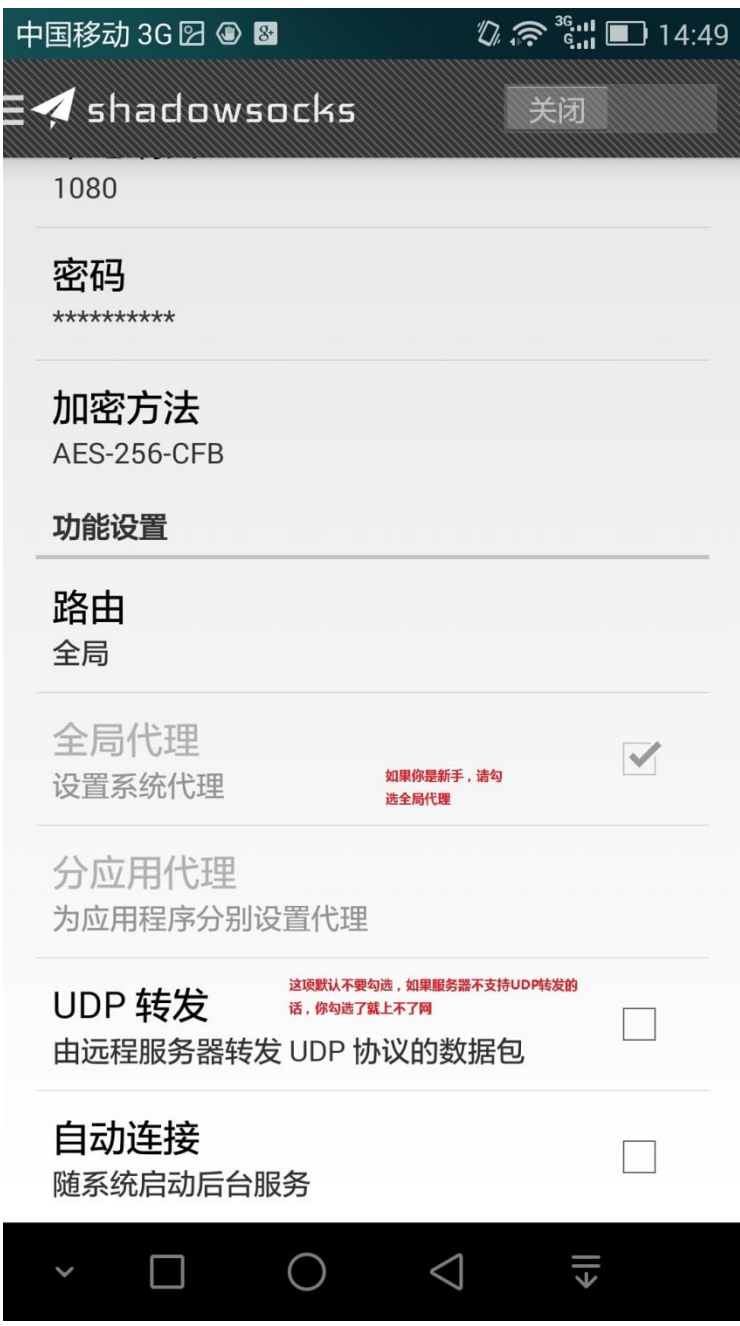 中国移动 3G 3G G 14:49
shadowsocks 关闭
1080
密码
**********
加密方法
AES-256-CFB
功能设置
路由
全局
全局代理
设置系统代理
如果你是新手，请勾
选全局代理
分应用代理
为应用程序分别设置代理
UDP 转发
这项默认不要勾选，如果服务器不支持UDP转发的
话，你勾选了就上不了网
由远程服务器转发 UDP 协议的数据包
自动连接
随系统启动后台服务